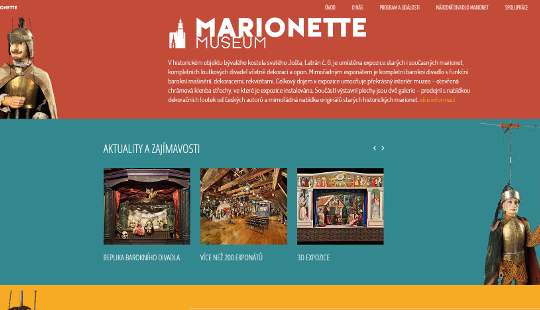 ONETTE
ÚVOD O NÁS PROGRAM A UDÁLOSTI NÁRODNÍ DIVADLO MARIONET SPOLUPRÁCE
MARIONETTE
MUSEUM
V historickém objektu bývalého kostela svatého Jošta, Latrán č. 6, je umístěna expozice starých i současných marionet,
kompletních loutkových divadel včetně dekorací a opon. Mimořádným exponátem je kompletní barokní divadlo s funkční
barokní mašinérií, dekoracemi, rekvizitami. Celkový dojem z expozice umocňuje překrásný interiér muzea – otevřená
chrámová klenba střechy, ve které je expozice instalována. Součástí výstavní plochy jsou dvě galerie – prodejní s nabídkou
dekoračních loutek od českých autorů a mimořádná nabídka originálů starých historických marionet. více informací
AKTUALITY A ZAJÍMAVOSTI
REPLIKA BAROKNÍHO DIVADLA
VÍCE NEŽ 200 EXPONÁTŮ
3D EXPOZICE